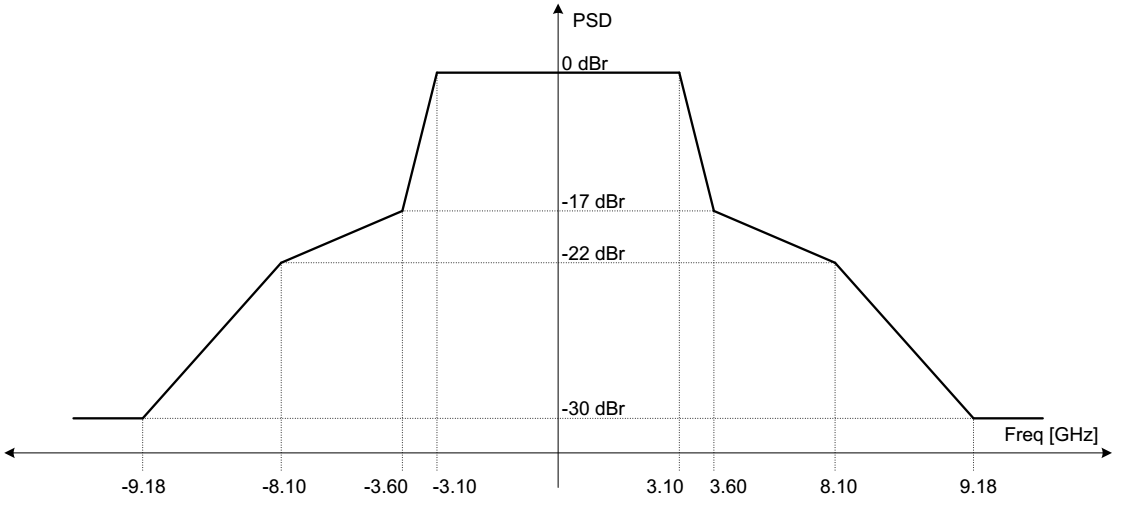 PSD
0 dBr
-17 dBr
-22 dBr
-30 dBr
Freq [GHz]
-9.18 -8.10 -3.60 -3.10 3.10 3.60 8.10 9.18